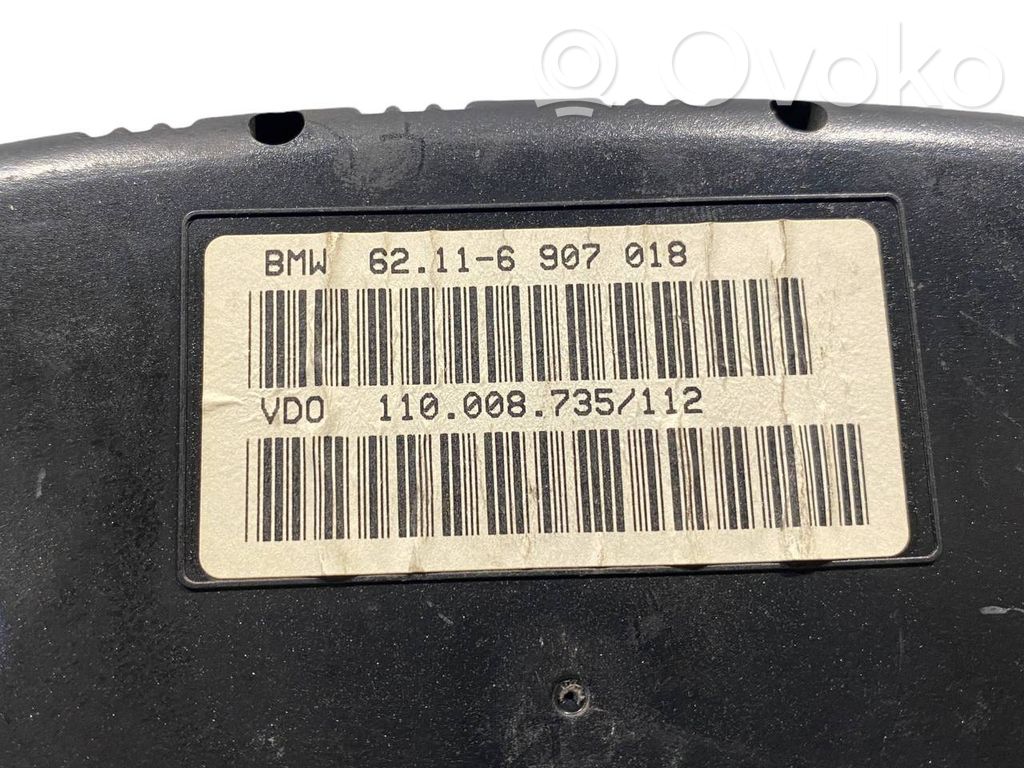 Ovoko
BMW 62.11-6 907 018
VDO 110.008.735/112